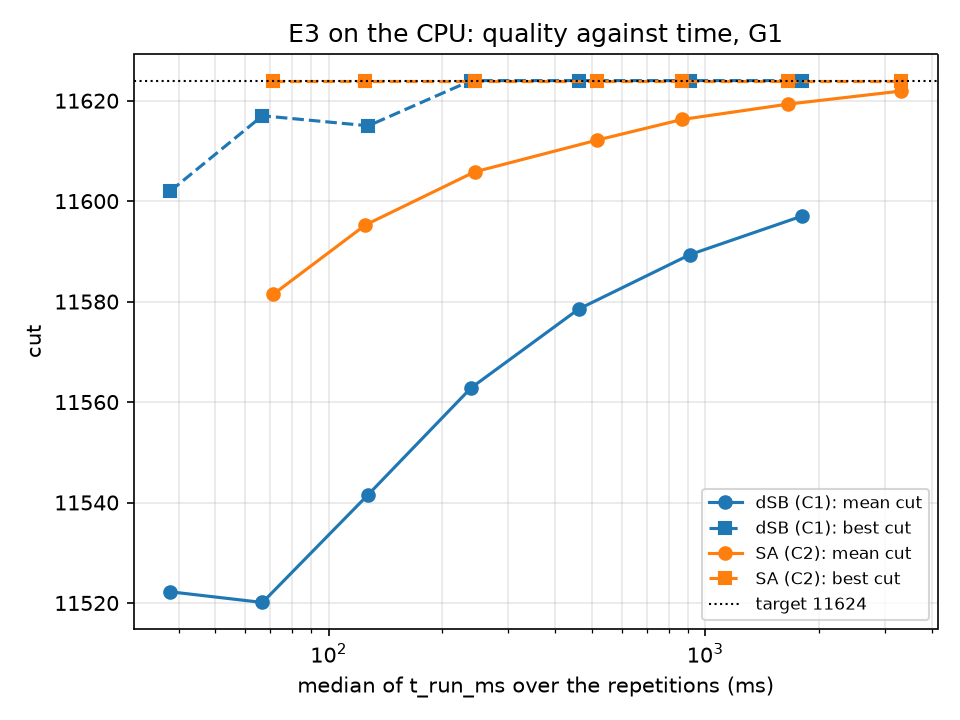 E3 on the CPU: quality against time, G1
cut
11620
11600
11580
11560
11540
11520
10²
10³
median of t_run_ms over the repetitions (ms)
dSB (C1): mean cut
dSB (C1): best cut
SA (C2): mean cut
SA (C2): best cut
target 11624